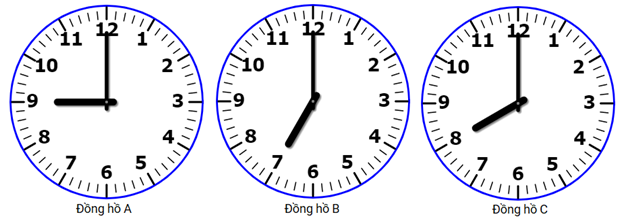 12 1 2 3 4 5 6 7 8 9 10 11
Đồng hồ A
12 1 2 3 4 5 6 7 8 9 10 11
Đồng hồ B
12 1 2 3 4 5 6 7 8 9 10 11
Đồng hồ C